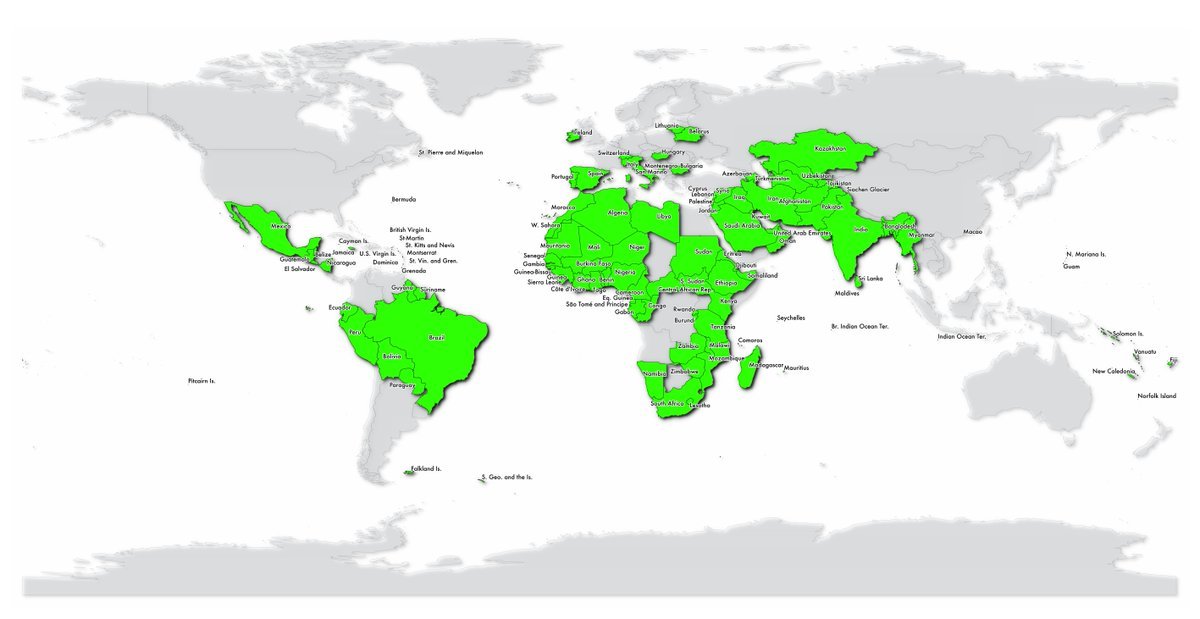 Lithuania
Belarus
Ireland
Kazakhstan
St. Pierre and Miquelon
Switzerland
Hungary
Italy
Montenegro
Bulgaria
San Marino
Portugal
Spain
Azerbaijan
Turkmenistan
Uzbekistan
Tajikistan
Siachen Glacier
Cyprus
Lebanon
Syria
Palestine
Iraq
Iran
Afghanistan
Bermuda
Morocco
Algeria
Libya
Jordan
Kuwait
Pakistan
Mexico
W. Sahara
Saudi Arabia
United Arab Emirates
India
Bangladesh
Myanmar
Macao
British Virgin Is.
St-Martin
Cayman Is.
St. Kitts and Nevis
Oman
Mauritania
Mali
Niger
Sudan
Eritrea
Belize
Jamaica
U.S. Virgin Is.
Montserrat
Guatemala
Dominica
St. Vin. and Gren.
Senegal
N. Mariana Is.
El Salvador
Nicaragua
Grenada
Gambia
Burkina Faso
Djibouti
Guam
Guinea-Bissau
Guinea
Nigeria
Somaliland
Sierra Leone
Ghana
Benin
S. Sudan
Ethiopia
Sri Lanka
Guyana
Suriname
Côte d'Ivoire
Togo
Cameroon
Central African Rep.
Maldives
Eq. Guinea
Ecuador
São Tomé and Principe
Congo
Kenya
Gabon
Rwanda
Burundi
Seychelles
Peru
Brazil
Tanzania
Br. Indian Ocean Ter.
Indian Ocean Ter.
Solomon Is.
Zambia
Malawi
Comoros
Bolivia
Mozambique
Vanuatu
Fiji
Madagascar
Mauritius
Pitcairn Is.
Paraguay
Namibia
Zimbabwe
New Caledonia
Norfolk Island
South Africa
Lesotho
Falkland Is.
S. Geo. and the Is.